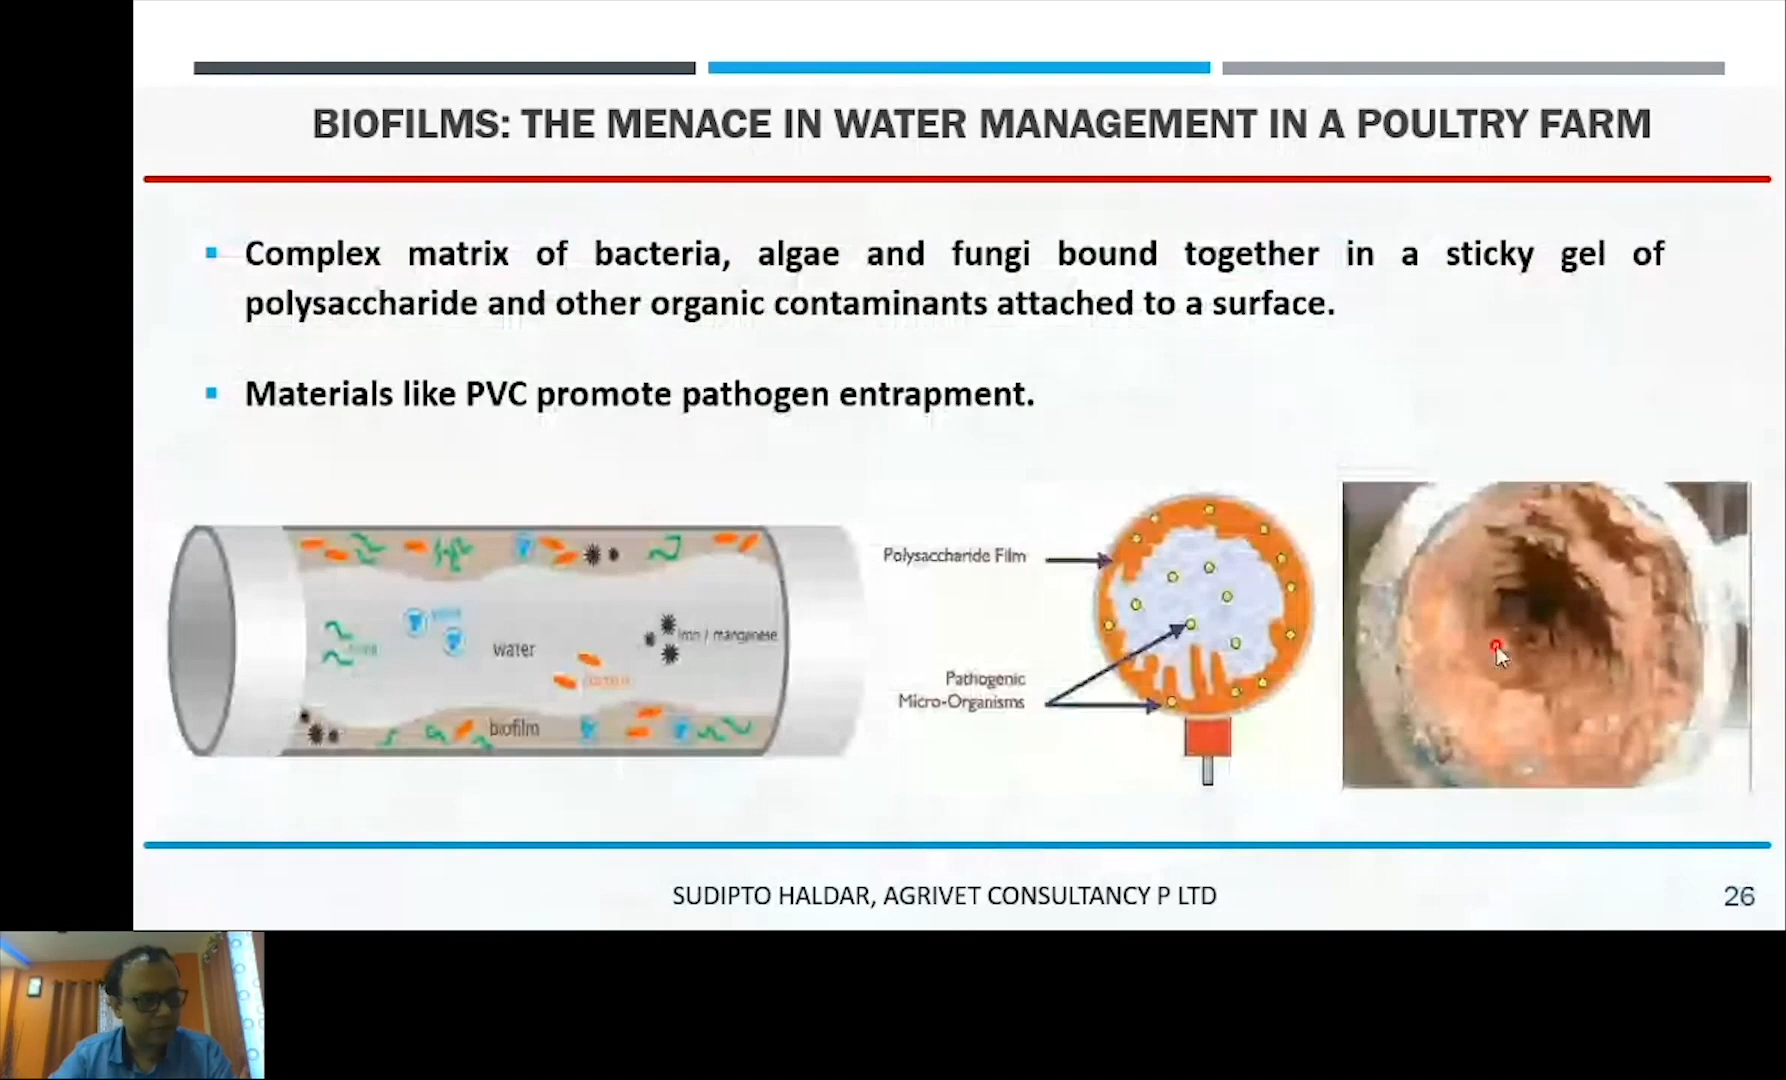 BIOFILMS: THE MENACE IN WATER MANAGEMENT IN A POULTRY FARM
Complex matrix of bacteria, algae and fungi bound together in a sticky gel of
polysaccharide and other organic contaminants attached to a surface.
Materials like PVC promote pathogen entrapment.
Polysaccharide Film
water
iron / manganese
biofilm
Pathogenic
Micro-Organisms
SUDIPTO HALDAR, AGRIVET CONSULTANCY P LTD
26